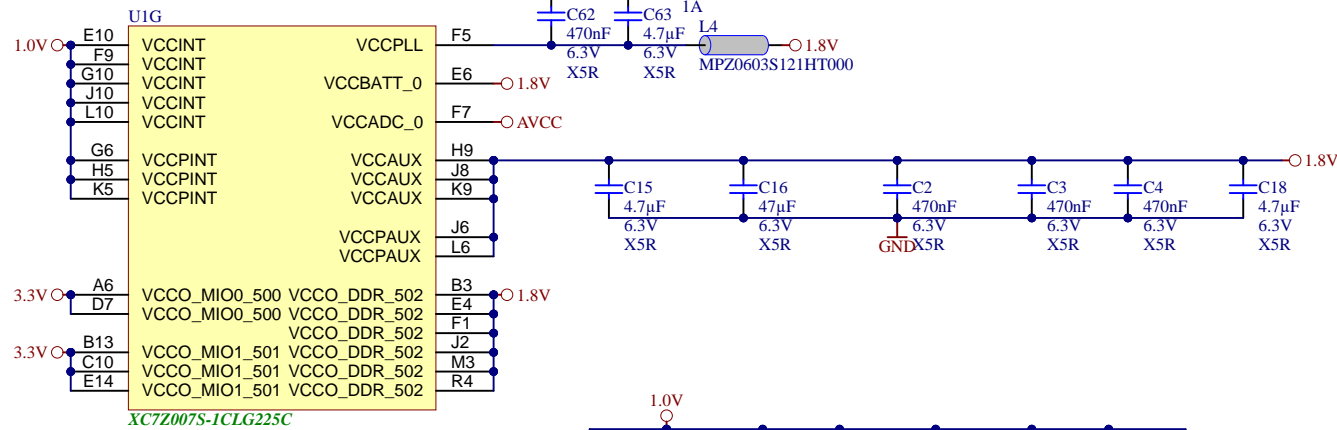 U1G
1.0V
E10 VCCINT
F9 VCCINT
G10 VCCINT
J10 VCCINT
L10 VCCINT
G6 VCCPINT
H5 VCCPINT
K5 VCCPINT
3.3V
A6 VCCO_MIO0_500
D7 VCCO_MIO0_500
3.3V
B13 VCCO_MIO1_501
C10 VCCO_MIO1_501
E14 VCCO_MIO1_501
VCCPLL F5
VCCBATT_0 E6 1.8V
VCCADC_0 F7 AVCC
VCCAUX H9
VCCAUX J8
VCCAUX K9
VCCPAUX J6
VCCPAUX L6
VCCO_DDR_502 B3 1.8V
VCCO_DDR_502 E4
VCCO_DDR_502 F1
VCCO_DDR_502 J2
VCCO_DDR_502 M3
VCCO_DDR_502 R4
XC7Z007S-1CLG225C
C62
470nF
6.3V
X5R
C63
4.7µF
6.3V
X5R
1A
L4
1.8V
MPZ0603S121HT000
1.8V
C15
4.7µF
6.3V
X5R
C16
47µF
6.3V
X5R
C2
470nF
6.3V
X5R
GND
C3
470nF
6.3V
X5R
C4
470nF
6.3V
X5R
C18
4.7µF
6.3V
X5R
1.0V